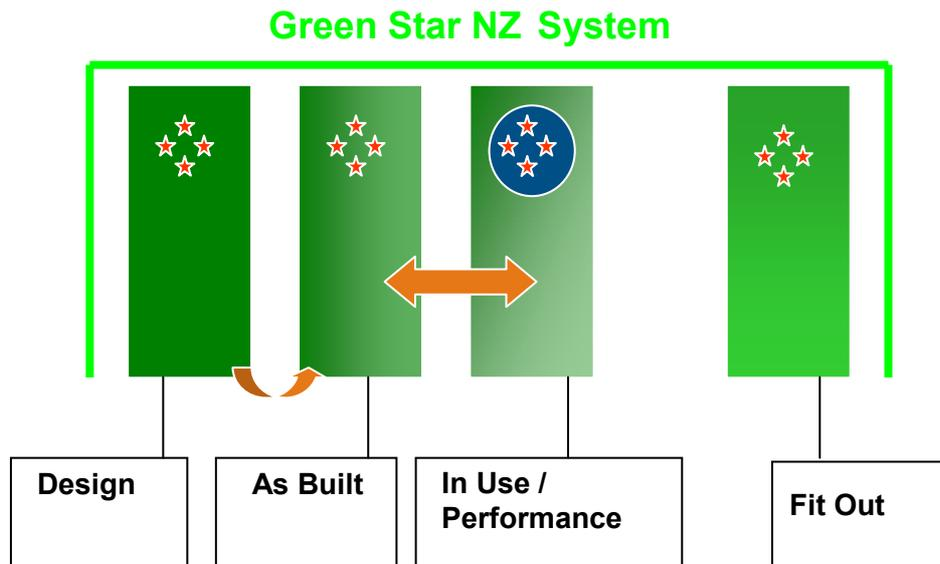 Green Star NZ System
Design
As Built
In Use /
Performance
Fit Out